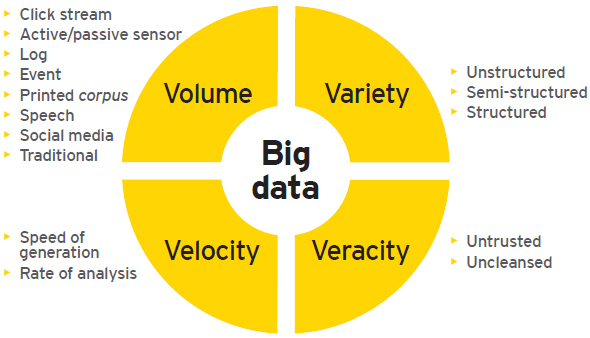 Click stream
Active/passive sensor
Log
Event
Printed corpus
Speech
Social media
Traditional
Volume
Variety
Unstructured
Semi-structured
Structured
Big
data
Speed of
generation
Rate of analysis
Velocity
Veracity
Untrusted
Uncleansed